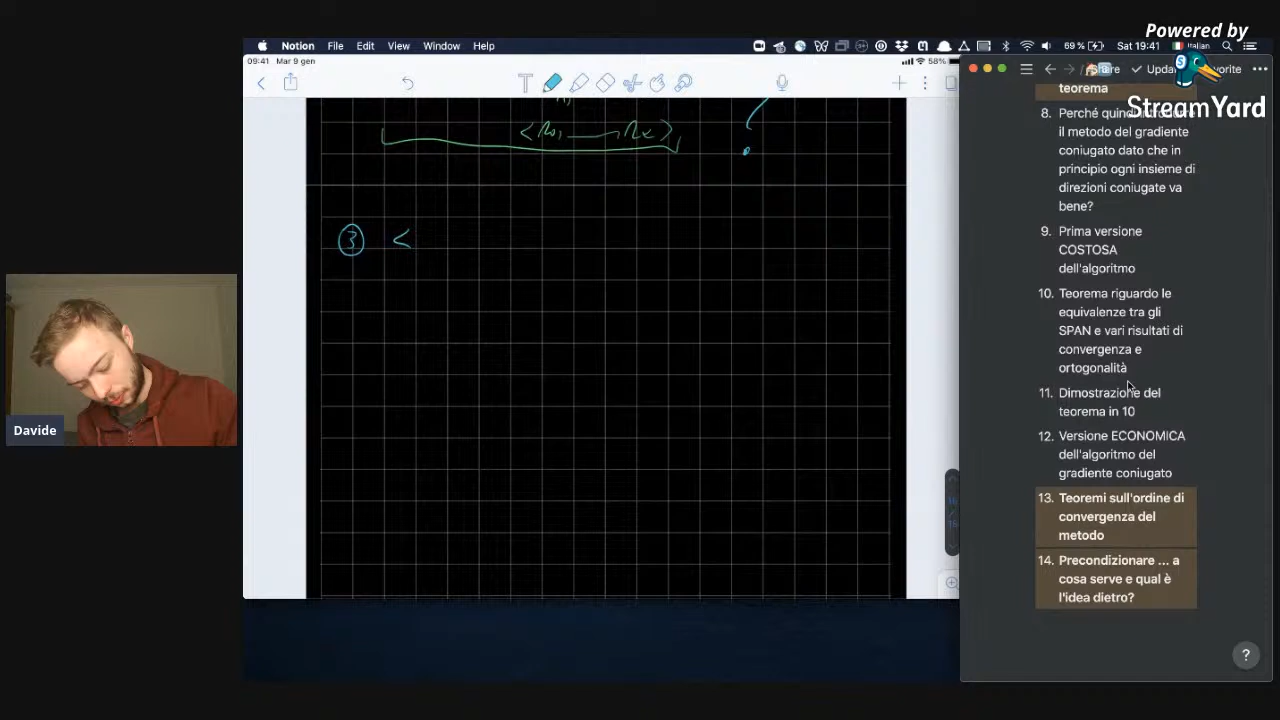 Powered by
StreamYard
Notion File Edit View Window Help
69 % Sat 19:41 Italian
09:41 Mar 9 gen
58%
T
Share
teorema
8. Perché quindi
il metodo del gradiente
coniugato dato che in
principio ogni insieme di
direzioni coniugate va
bene?
9. Prima versione
COSTOSA
dell'algoritmo
10. Teorema riguardo le
equivalenze tra gli
SPAN e vari risultati di
convergenza e
ortogonalità
11. Dimostrazione del
teorema in 10
12. Versione ECONOMICA
dell'algoritmo del
gradiente coniugato
13. Teoremi sull'ordine di
convergenza del
metodo
14. Precondizionare ... a
cosa serve e qual è
l'idea dietro?
?
?
3 <
Davide